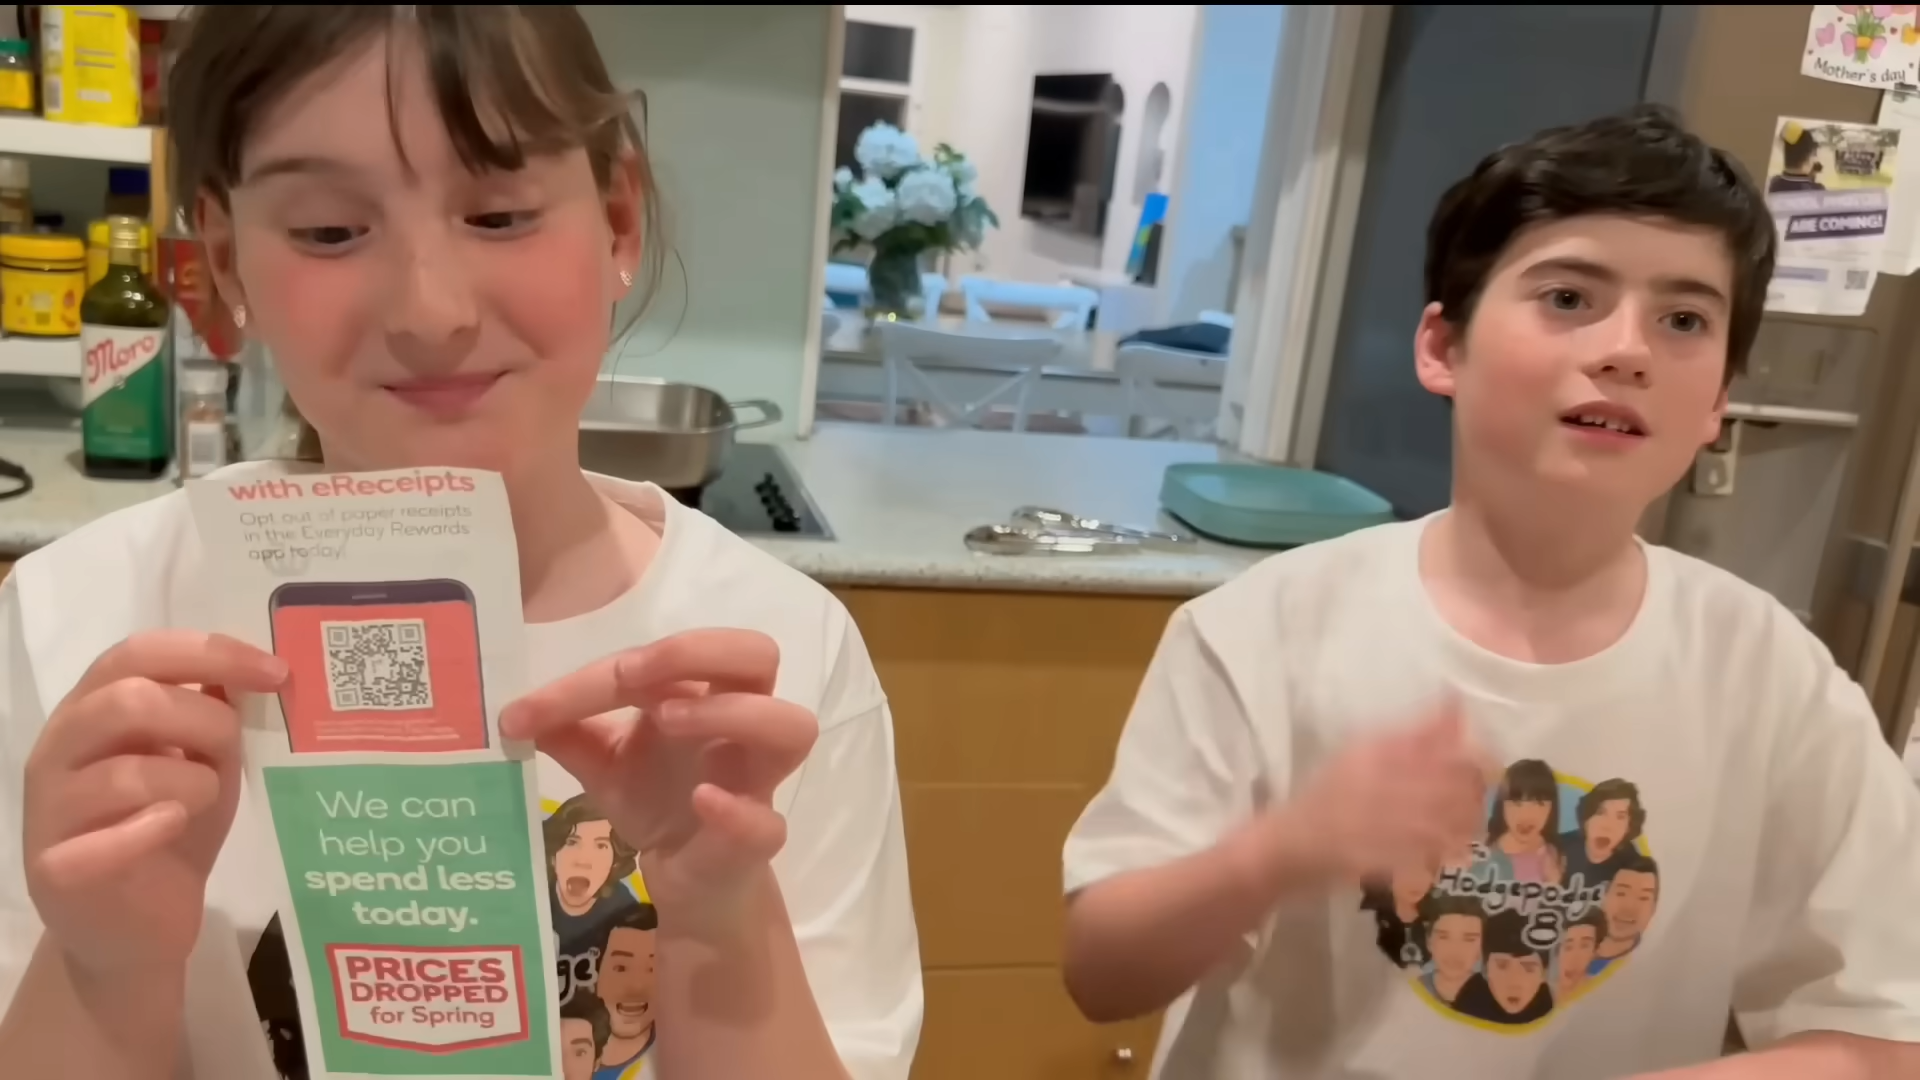 Moro
with eReceipts
Opt out of paper receipts
in the Everyday Rewards
app today.
We can
help you
spend less
today.
PRICES
DROPPED
for Spring
Hodgepodge
8
Mother's day
ARE COMING!